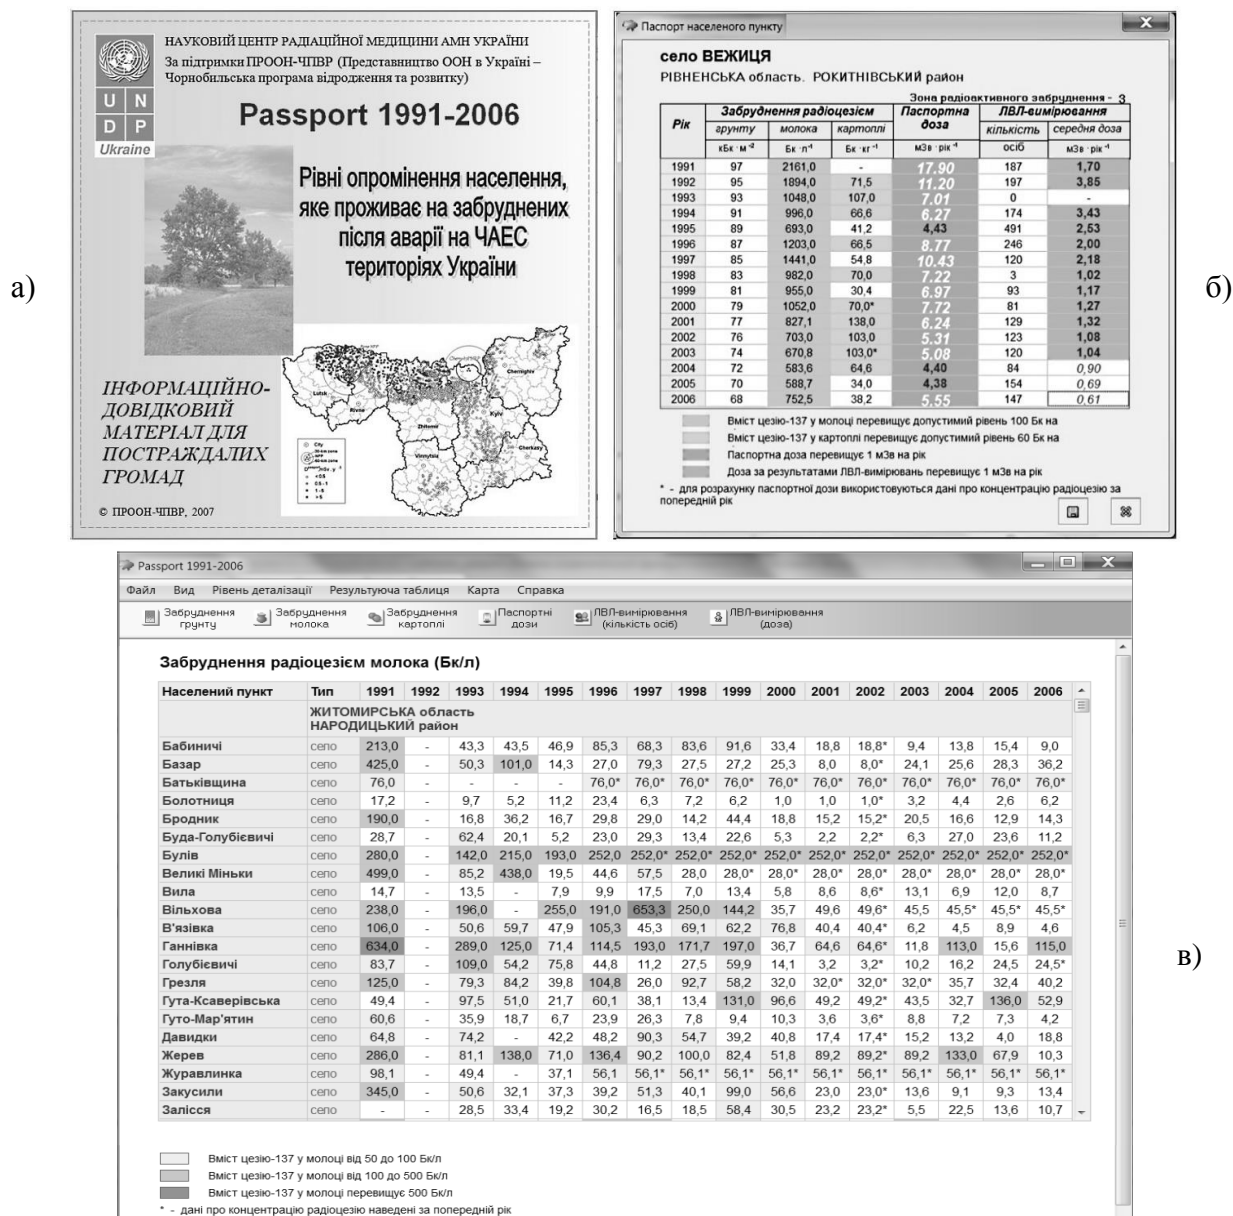 НАУКОВИЙ ЦЕНТР РАДІАЦІЙНОЇ МЕДИЦИНИ АМН УКРАЇНИ
За підтримки ПРООН-ЧПВР (Представництво ООН в Україні –
Чорнобильська програма відродження та розвитку)
U N
D P
Ukraine
Passport 1991-2006
Рівні опромінення населення,
яке проживає на забруднених
після аварії на ЧАЕС
територіях України
Lutsk
Rivne
Zhitomir
Kyiv
Chernighiv
Vinnytsia
Cherkasy
City
ІНФОРМАЦІЙНО-
ДОВІДКОВИЙ
МАТЕРІАЛ ДЛЯ
ПОСТРАЖДАЛИХ
ГРОМАД
© ПРООН-ЧПВР, 2007
а)
Паспорт населеного пункту
село ВЕЖИЦЯ
РІВНЕНСЬКА область. РОКИТНІВСЬКИЙ район
Зона радіоактивного забруднення - 3
Рік Забруднення радіоцезієм Паспортна доза ЛВЛ-вимірювання
ґрунту молока картоплі кількість осіб середня доза
кБк · м⁻² Бк · л⁻¹ Бк · кг⁻¹ мЗв · рік⁻¹ мЗв · рік⁻¹
1991 97 2161,0 - 17.90 187 1,70
1992 95 1894,0 71,5 11.20 197 3,85
1993 93 1048,0 107,0 7.01 0 -
1994 91 996,0 66,6 6.27 174 3,43
1995 89 693,0 41,2 4,43 491 2,53
1996 87 1203,0 66,5 8.77 246 2,00
1997 85 1441,0 54,8 10.43 120 2,18
1998 83 982,0 70,0 7.22 3 1,02
1999 81 955,0 30,4 6.97 93 1,17
2000 79 1052,0 70,0* 7.72 81 1,27
2001 77 827,1 138,0 6.24 129 1,32
2002 76 703,0 103,0 5.31 123 1,08
2003 74 670,8 103,0* 5.08 120 1,04
2004 72 583,6 64,6 4,40 84 0,90
2005 70 588,7 34,0 4,38 154 0,69
2006 68 752,5 38,2 5.55 147 0,61
Вміст цезію-137 у молоці перевищує допустимий рівень 100 Бк на
Вміст цезію-137 у картоплі перевищує допустимий рівень 60 Бк на
Паспортна доза перевищує 1 мЗв на рік
Доза за результатами ЛВЛ-вимірювань перевищує 1 мЗв на рік
* - для розрахунку паспортної дози використовуються дані про концентрацію радіоцезію за
попередній рік
б)
Passport 1991-2006
Файл Вид Рівень деталізації Результуюча таблиця Карта Справка
Забруднення ґрунту Забруднення молока Забруднення картоплі Паспортні дози ЛВЛ-вимірювання (кількість осіб) ЛВЛ-вимірювання (доза)
Забруднення радіоцезієм молока (Бк/л)
Населений пункт Тип 1991 1992 1993 1994 1995 1996 1997 1998 1999 2000 2001 2002 2003 2004 2005 2006
ЖИТОМИРСЬКА область
НАРОДИЦЬКИЙ район
Бабиничі село 213,0 - 43,3 43,5 46,9 85,3 68,3 83,6 91,6 33,4 18,8 18,8* 9,4 13,8 15,4 9,0
Базар село 425,0 - 50,3 101,0 14,3 27,0 79,3 27,5 27,2 25,3 8,0 8,0* 24,1 25,6 28,3 36,2
Батьківщина село 76,0 - - - - 76,0* 76,0* 76,0* 76,0* 76,0* 76,0* 76,0* 76,0* 76,0* 76,0* 76,0*
Болотниця село 17,2 - 9,7 5,2 11,2 23,4 6,3 7,2 6,2 1,0 1,0 1,0* 3,2 4,4 2,6 6,2
Бродник село 190,0 - 16,8 36,2 16,7 29,8 29,0 14,2 44,4 18,8 15,2 15,2* 20,5 16,6 12,9 14,3
Буда-Голубієвичі село 28,7 - 62,4 20,1 5,2 23,0 29,3 13,4 22,6 5,3 2,2 2,2* 6,3 27,0 23,6 11,2
Булів село 280,0 - 142,0 215,0 193,0 252,0 252,0* 252,0* 252,0* 252,0* 252,0* 252,0* 252,0* 252,0* 252,0* 252,0*
Великі Міньки село 499,0 - 85,2 438,0 19,5 44,6 57,5 28,0 28,0* 28,0* 28,0* 28,0* 28,0* 28,0* 28,0* 28,0*
Вила село 14,7 - 13,5 - 7,9 9,9 17,5 7,0 13,4 5,8 8,6 8,6* 13,1 6,9 12,0 8,7
Вільхова село 238,0 - 196,0 - 255,0 191,0 653,3 250,0 144,2 35,7 49,6 49,6* 45,5 45,5* 45,5* 45,5*
В'язівка село 106,0 - 50,6 59,7 47,9 105,3 45,3 69,1 62,2 76,8 40,4 40,4* 6,2 4,5 8,9 4,6
Ганнівка село 634,0 - 289,0 125,0 71,4 114,5 193,0 171,7 197,0 36,7 64,6 64,6* 11,8 113,0 15,6 115,0
Голубієвичі село 83,7 - 109,0 54,2 75,8 44,8 11,2 27,5 59,9 14,1 3,2 3,2* 10,2 16,2 24,5 24,5*
Грезля село 125,0 - 79,3 84,2 39,8 104,8 26,0 92,7 58,2 32,0 32,0* 32,0* 32,0* 35,7 32,4 40,2
Гута-Ксаверівська село 49,4 - 97,5 51,0 21,7 60,1 38,1 13,4 131,0 96,6 49,2 49,2* 43,5 32,7 136,0 52,9
Гуто-Мар'ятин село 60,6 - 35,9 18,7 6,7 23,9 26,3 7,8 9,4 10,3 3,6 3,6* 8,8 7,2 7,3 4,2
Давидки село 64,8 - 74,2 - 42,2 48,2 90,3 54,7 39,2 40,8 17,4 17,4* 15,2 13,2 4,0 18,8
Жерев село 286,0 - 81,1 138,0 71,0 136,4 90,2 100,0 82,4 51,8 89,2 89,2* 89,2 133,0 67,9 10,3
Журавлинка село 98,1 - 49,4 - 37,1 56,1 56,1* 56,1* 56,1* 56,1* 56,1* 56,1* 56,1* 56,1* 56,1* 56,1*
Закусили село 345,0 - 50,6 32,1 37,3 39,2 51,3 40,1 99,0 56,6 23,0 23,0* 13,6 9,1 9,3 13,4
Залісся село - - 28,5 33,4 19,2 30,2 16,5 18,5 58,4 30,5 23,2 23,2* 5,5 22,5 13,6 10,7
Вміст цезію-137 у молоці від 50 до 100 Бк/л
Вміст цезію-137 у молоці від 100 до 500 Бк/л
Вміст цезію-137 у молоці перевищує 500 Бк/л
* - дані про концентрацію радіоцезію наведені за попередній рік
в)